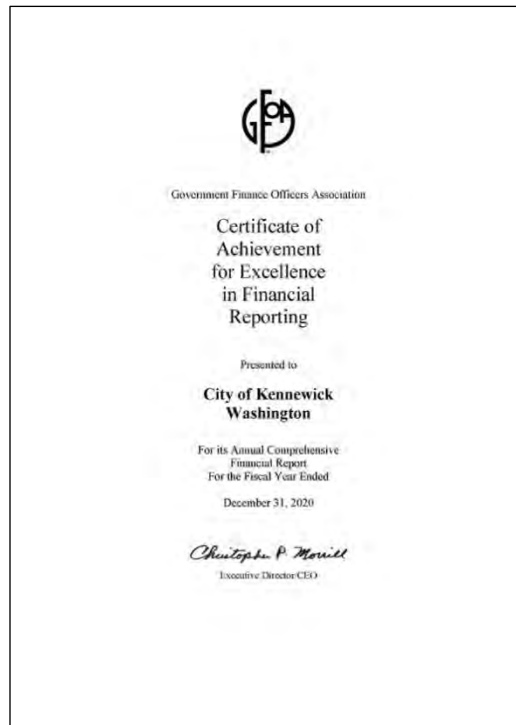 GFOA
Government Finance Officers Association
Certificate of
Achievement
for Excellence
in Financial
Reporting
Presented to
City of Kennewick
Washington
For its Annual Comprehensive
Financial Report
For the Fiscal Year Ended
December 31, 2020
Christopher P. Morrill
Executive Director/CEO